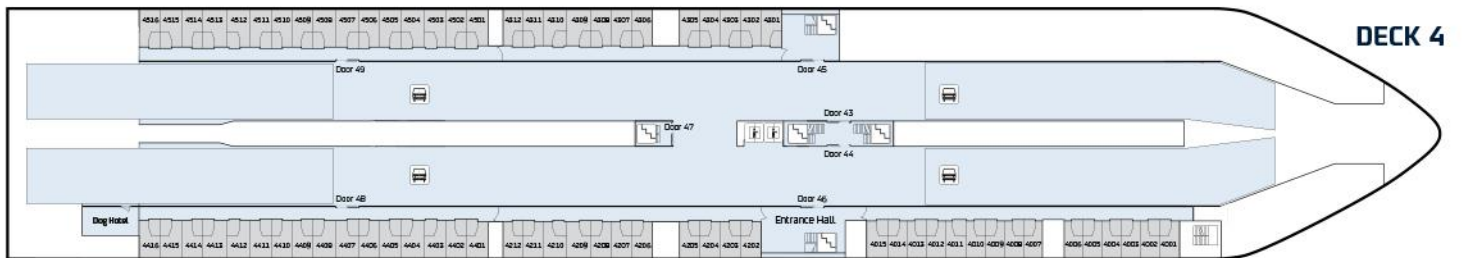 4516 4515 4514 4513 4512 4511 4510 4509 4508 4507 4506 4505 4504 4503 4502 4501 4312 4311 4310 4309 4308 4307 4306 4305 4304 4303 4302 4301
DECK 4
Door 49 Door 45
Door 43
Door 47
Door 44
Door 48 Door 46
Dog Hotel Entrance Hall
4416 4415 4414 4413 4412 4411 4410 4409 4408 4407 4406 4405 4404 4403 4402 4401 4212 4211 4210 4209 4208 4207 4206 4205 4204 4203 4202 4015 4014 4013 4012 4011 4010 4009 4008 4007 4006 4005 4004 4003 4002 4001